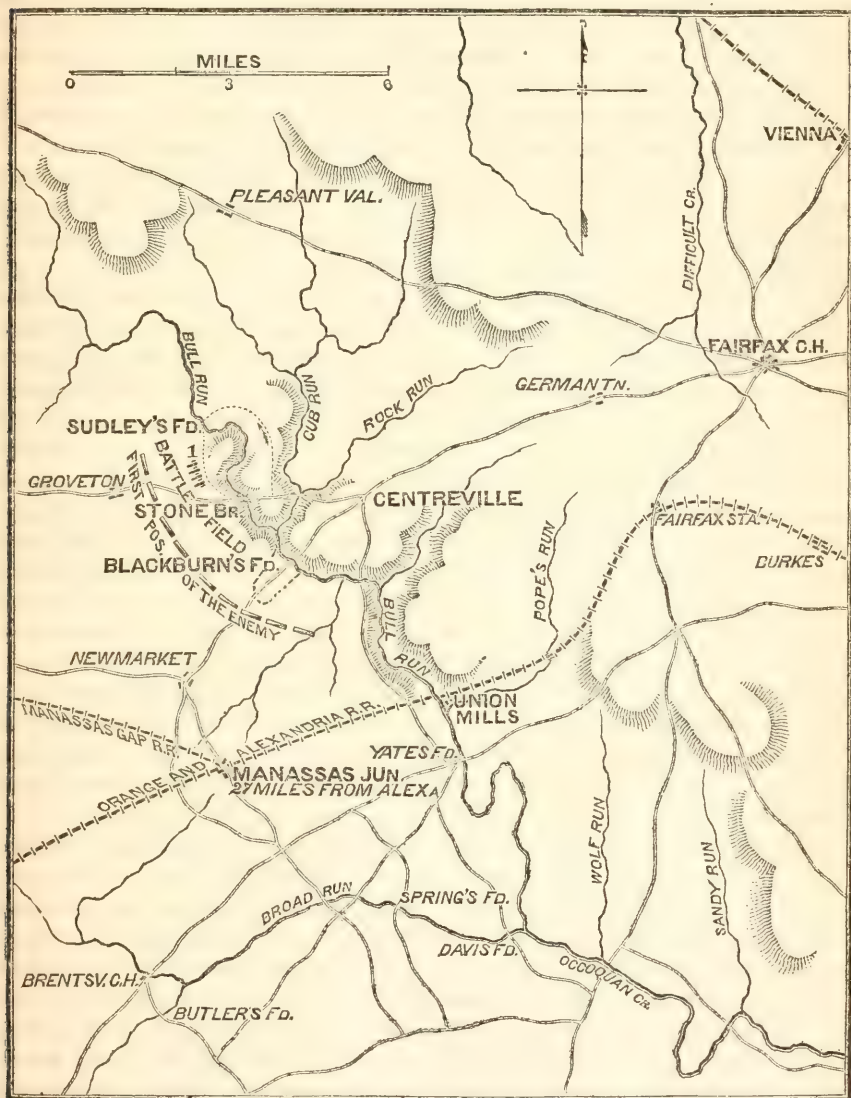 MILES
0 3 6
VIENNA
PLEASANT VAL.
DIFFICULT CR.
FAIRFAX C.H.
BULL RUN
CUB RUN
ROCK RUN
GERMANTN.
SUDLEY'S FD.
1
BATTLE FIELD
GROVETON
FIRST POS. OF THE ENEMY
CENTREVILLE
STONE BR.
FAIRFAX STA.
BLACKBURN'S FD.
BURKES
POPE'S RUN
BULL RUN
NEWMARKET
UNION
MILLS
MANASSAS GAP R.R.
ORANGE AND ALEXANDRIA R.R.
YATES FD.
MANASSAS JUN.
27 MILES FROM ALEXA
WOLF RUN
SANDY RUN
BROAD RUN
SPRING'S FD.
DAVIS FD.
OCCOQUAN CR.
BRENTSV. C.H.
BUTLER'S FD.